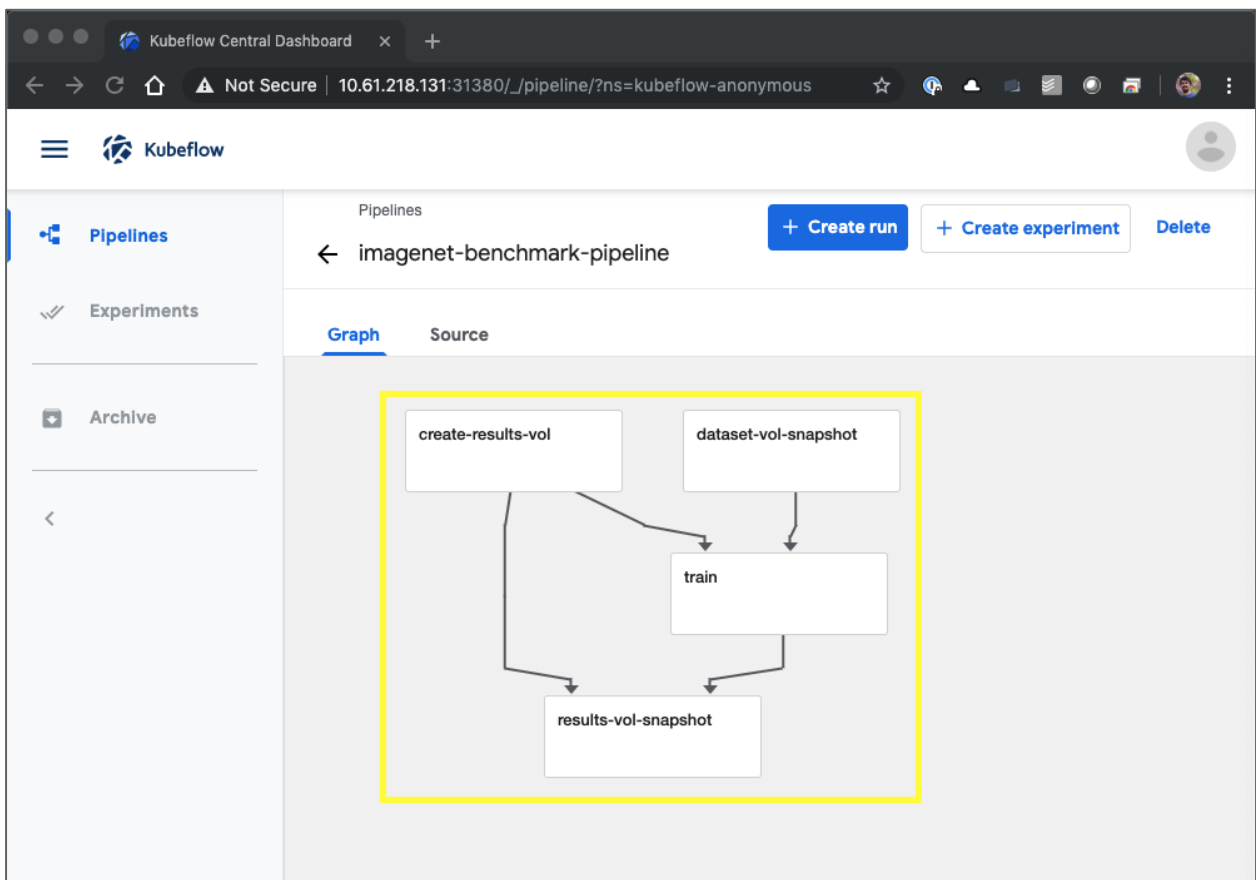 Kubeflow Central Dashboard
Not Secure | 10.61.218.131:31380/_/pipeline/?ns=kubeflow-anonymous
Kubeflow
Pipelines
Experiments
Archive
Pipelines
imagenet-benchmark-pipeline
+ Create run
+ Create experiment
Delete
Graph
Source
create-results-vol
dataset-vol-snapshot
train
results-vol-snapshot